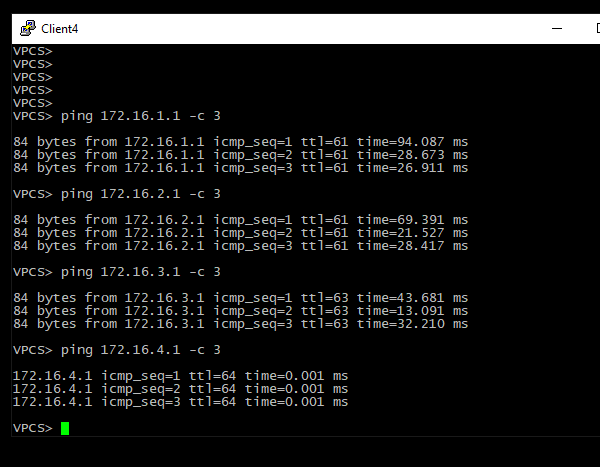 Client4
VPCS>
VPCS>
VPCS>
VPCS>
VPCS>
VPCS> ping 172.16.1.1 -c 3
84 bytes from 172.16.1.1 icmp_seq=1 ttl=61 time=94.087 ms
84 bytes from 172.16.1.1 icmp_seq=2 ttl=61 time=28.673 ms
84 bytes from 172.16.1.1 icmp_seq=3 ttl=61 time=26.911 ms
VPCS> ping 172.16.2.1 -c 3
84 bytes from 172.16.2.1 icmp_seq=1 ttl=61 time=69.391 ms
84 bytes from 172.16.2.1 icmp_seq=2 ttl=61 time=21.527 ms
84 bytes from 172.16.2.1 icmp_seq=3 ttl=61 time=28.417 ms
VPCS> ping 172.16.3.1 -c 3
84 bytes from 172.16.3.1 icmp_seq=1 ttl=63 time=43.681 ms
84 bytes from 172.16.3.1 icmp_seq=2 ttl=63 time=13.091 ms
84 bytes from 172.16.3.1 icmp_seq=3 ttl=63 time=32.210 ms
VPCS> ping 172.16.4.1 -c 3
172.16.4.1 icmp_seq=1 ttl=64 time=0.001 ms
172.16.4.1 icmp_seq=2 ttl=64 time=0.001 ms
172.16.4.1 icmp_seq=3 ttl=64 time=0.001 ms
VPCS>